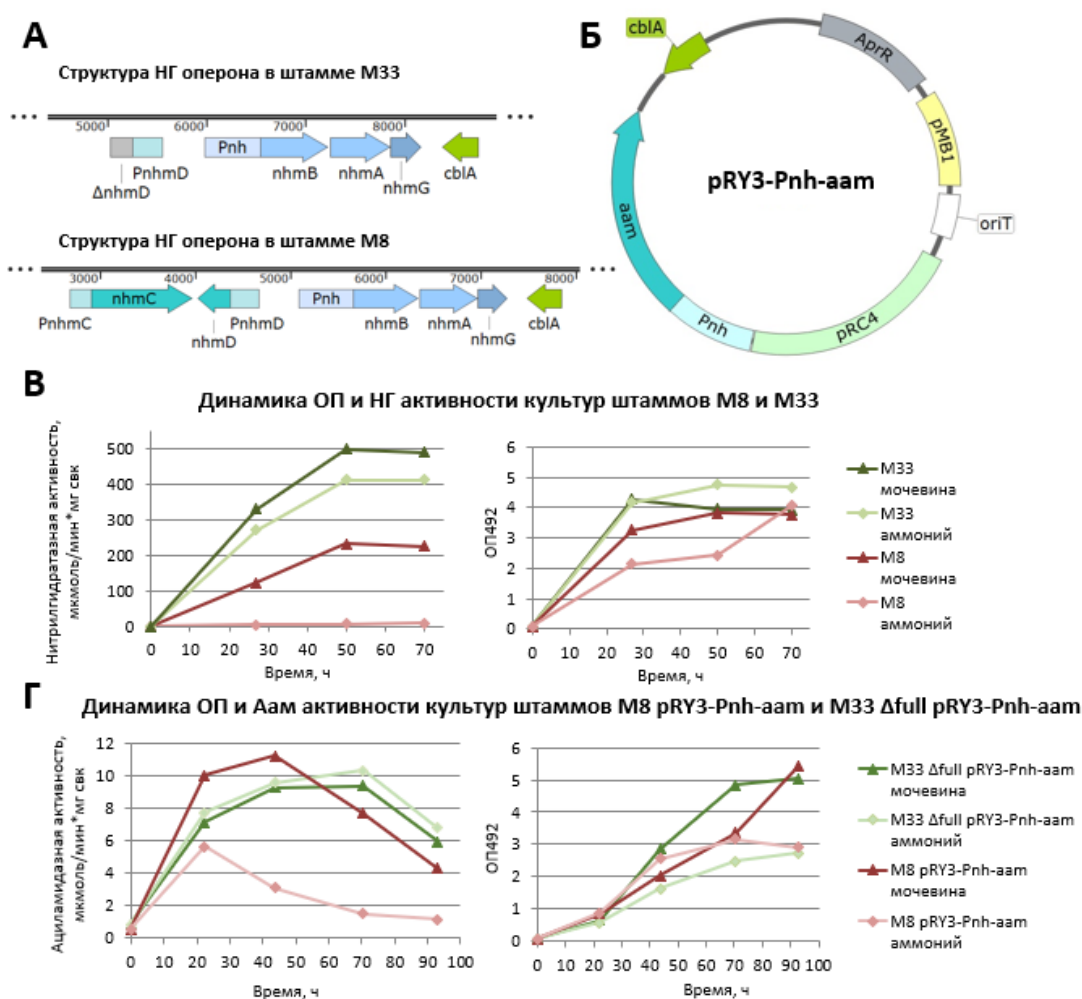 А
Структура НГ оперона в штамме М33
5000
6000
7000
8000
Pnh
PnhmD
ΔnhmD
nhmB
nhmA
nhmG
cblA
Структура НГ оперона в штамме М8
3000
4000
5000
6000
7000
8000
nhmC
Pnh
PnhmC
nhmD
PnhmD
nhmB
nhmA
nhmG
cblA
Б
cblA
AprR
pMB1
oriT
pRC4
Pnh
aam
pRY3-Pnh-aam
В
Динамика ОП и НГ активности культур штаммов М8 и М33
Нитрилгидратазная активность,
мкмоль/мин*мг свк
500
400
300
200
100
0
0 10 20 30 40 50 60 70
Время, ч
ОП492
6
5
4
3
2
1
0
0 10 20 30 40 50 60 70
Время, ч
М33
мочевина
М33
аммоний
М8
мочевина
М8
аммоний
Г
Динамика ОП и Аам активности культур штаммов М8 pRY3-Pnh-aam и М33 Δfull pRY3-Pnh-aam
Ациламидазная активность,
мкмоль/мин*мг свк
12
10
8
6
4
2
0
0 10 20 30 40 50 60 70 80 90 100
Время, ч
ОП492
6
5
4
3
2
1
0
0 10 20 30 40 50 60 70 80 90 100
Время, ч
М33 Δfull pRY3-Pnh-aam
мочевина
М33 Δfull pRY3-Pnh-aam
аммоний
М8 pRY3-Pnh-aam
мочевина
М8 pRY3-Pnh-aam
аммоний